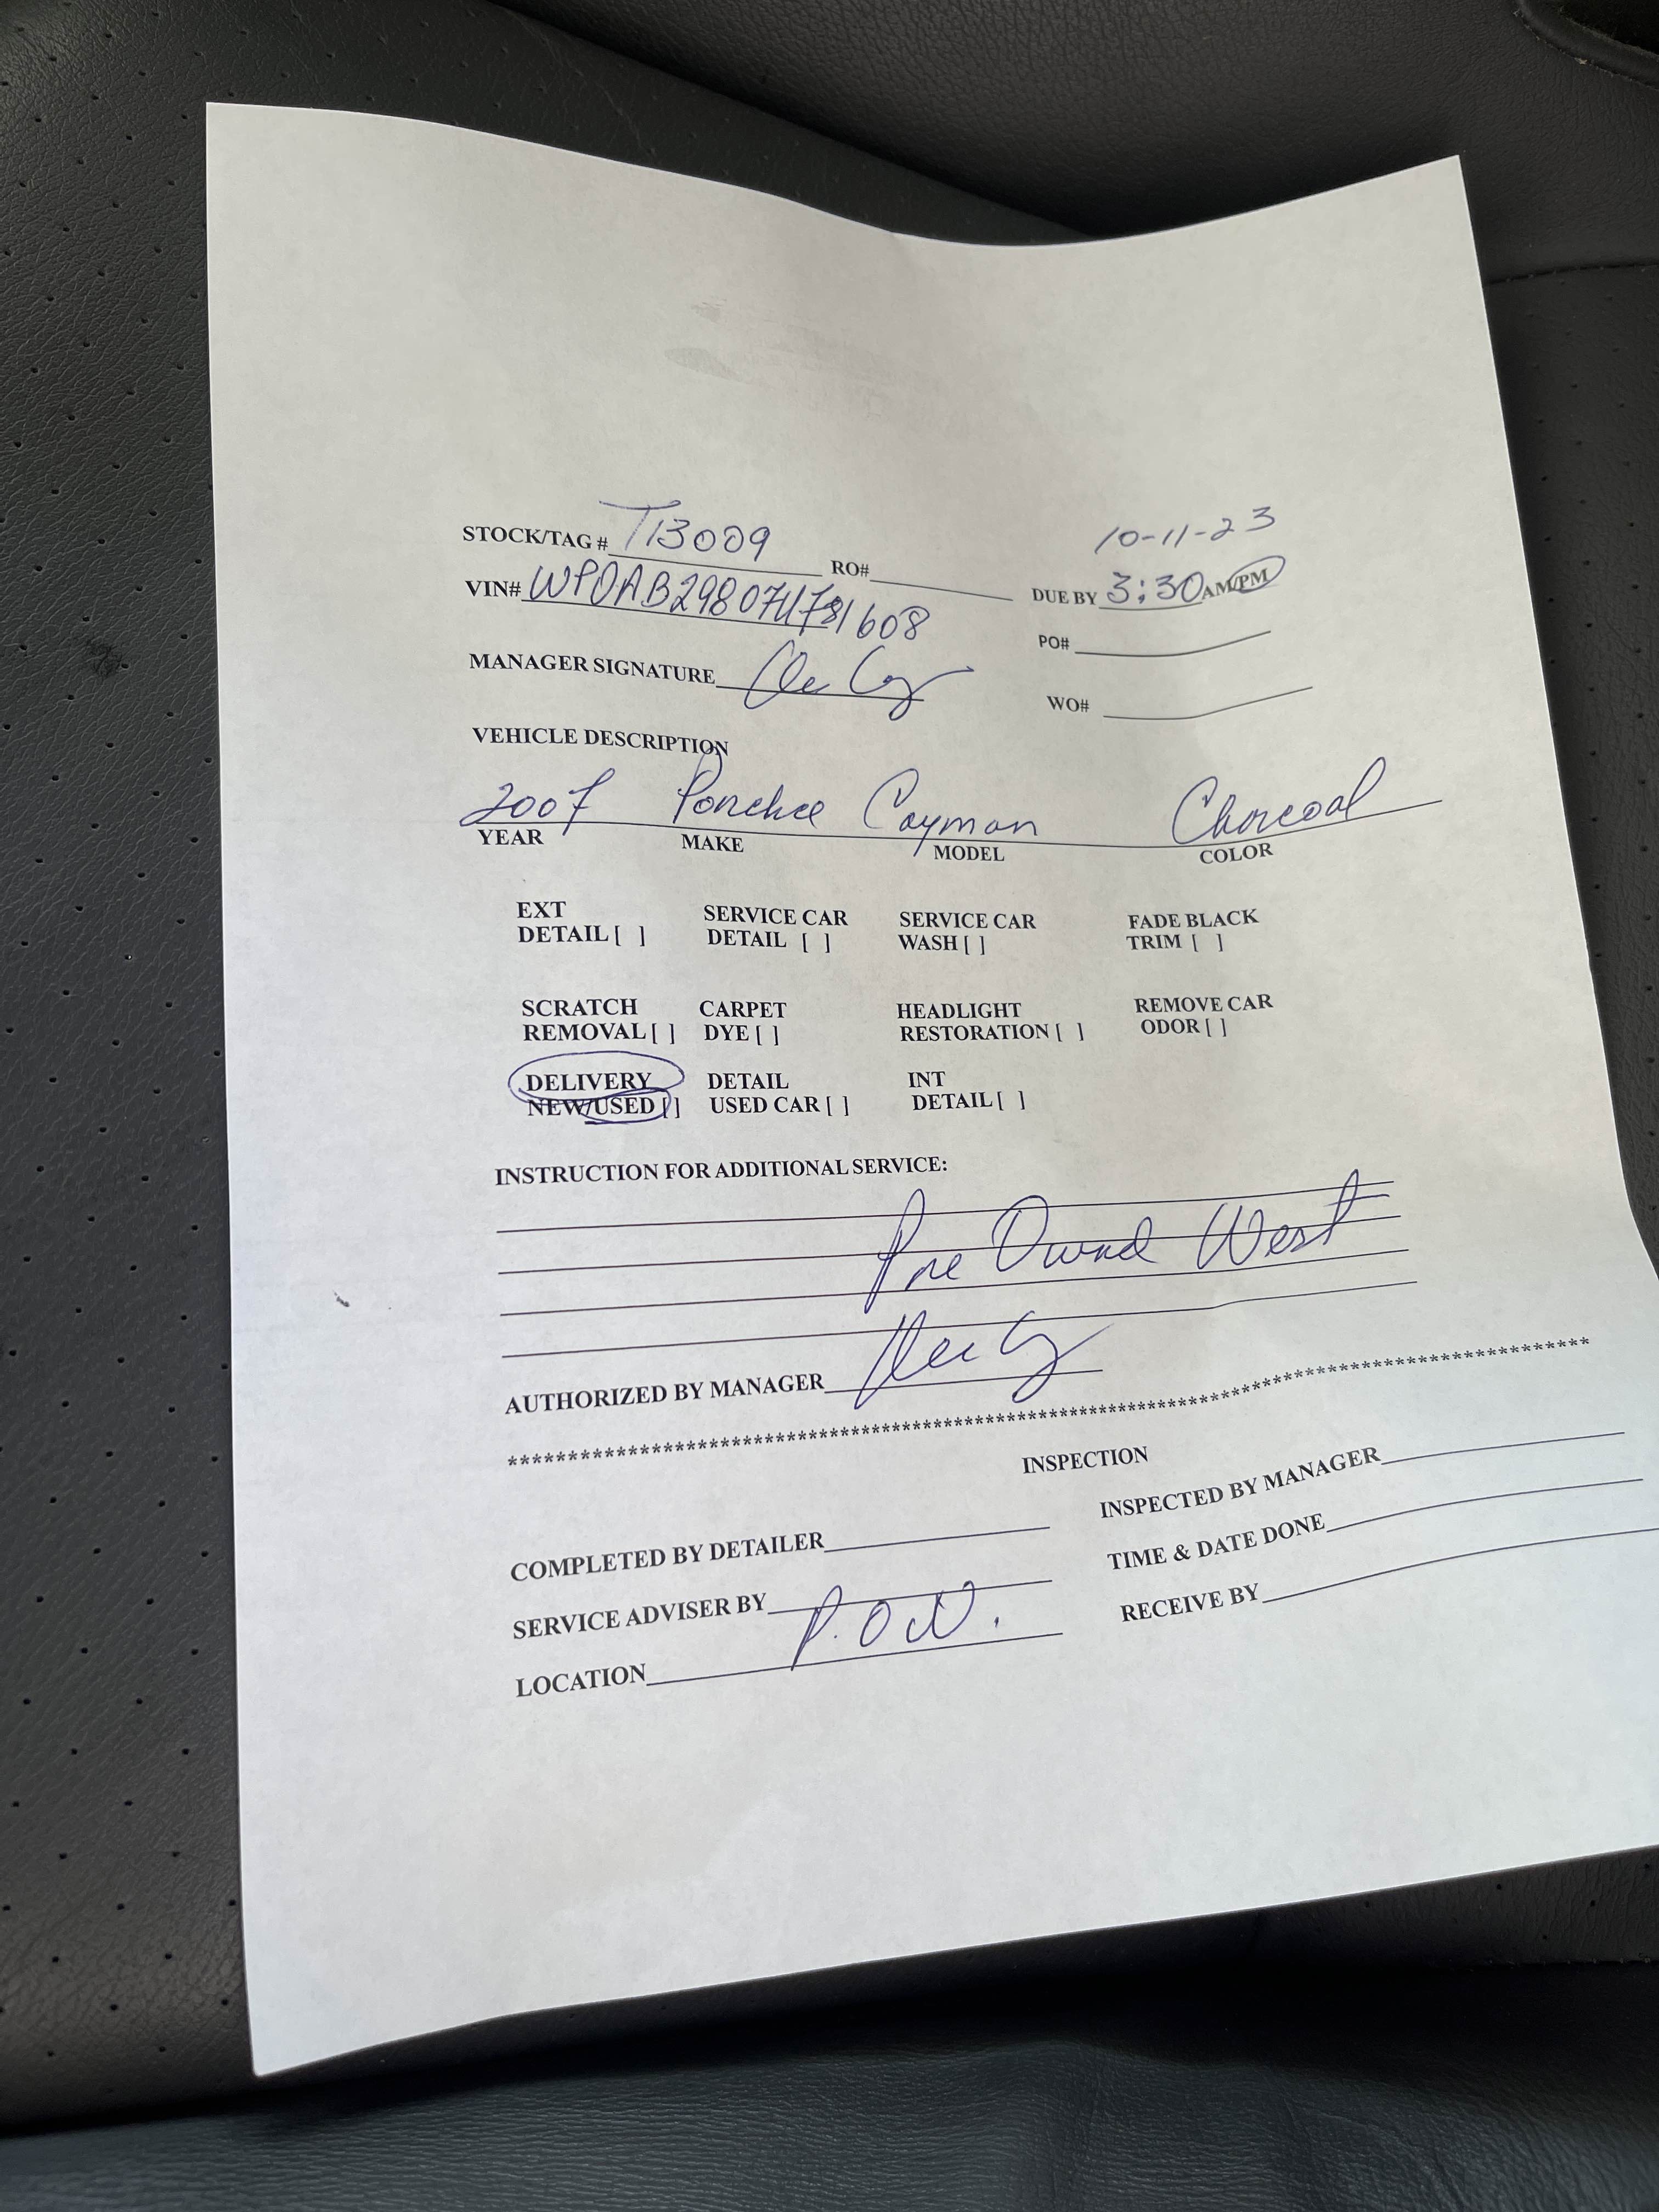 10-11-23
STOCK/TAG # T13009 RO#
DUE BY 3:30 AM/PM
VIN# WP0AB29807U781608
PO#
MANAGER SIGNATURE
WO#
VEHICLE DESCRIPTION
2007 Porsche Cayman Charcoal
YEAR MAKE MODEL COLOR
EXT SERVICE CAR SERVICE CAR FADE BLACK
DETAIL [ ] DETAIL [ ] WASH [ ] TRIM [ ]
SCRATCH CARPET HEADLIGHT REMOVE CAR
REMOVAL [ ] DYE [ ] RESTORATION [ ] ODOR [ ]
DELIVERY DETAIL INT
NEW/USED [ ] USED CAR [ ] DETAIL [ ]
INSTRUCTION FOR ADDITIONAL SERVICE:
Pre Ownd West
AUTHORIZED BY MANAGER
******************************************************************************************
INSPECTION
COMPLETED BY DETAILER INSPECTED BY MANAGER
SERVICE ADVISER BY TIME & DATE DONE
P.O W.
LOCATION RECEIVE BY